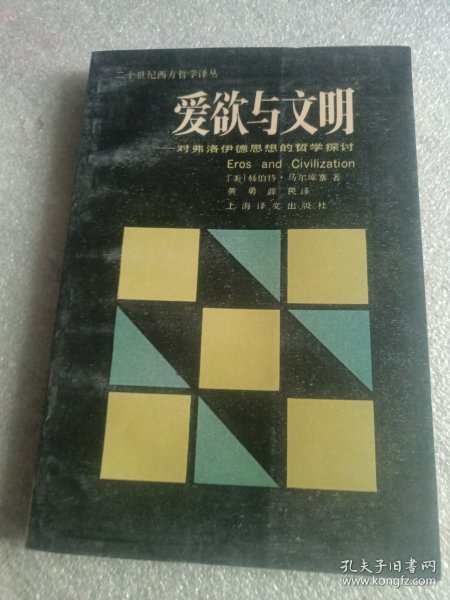 二十世纪西方哲学译丛
爱欲与文明
——对弗洛伊德思想的哲学探讨
Eros and Civilization
[美]赫伯特·马尔库塞 著
黄勇 薛民 译
上海译文出版社
孔夫子旧书网
www.kongfz.com